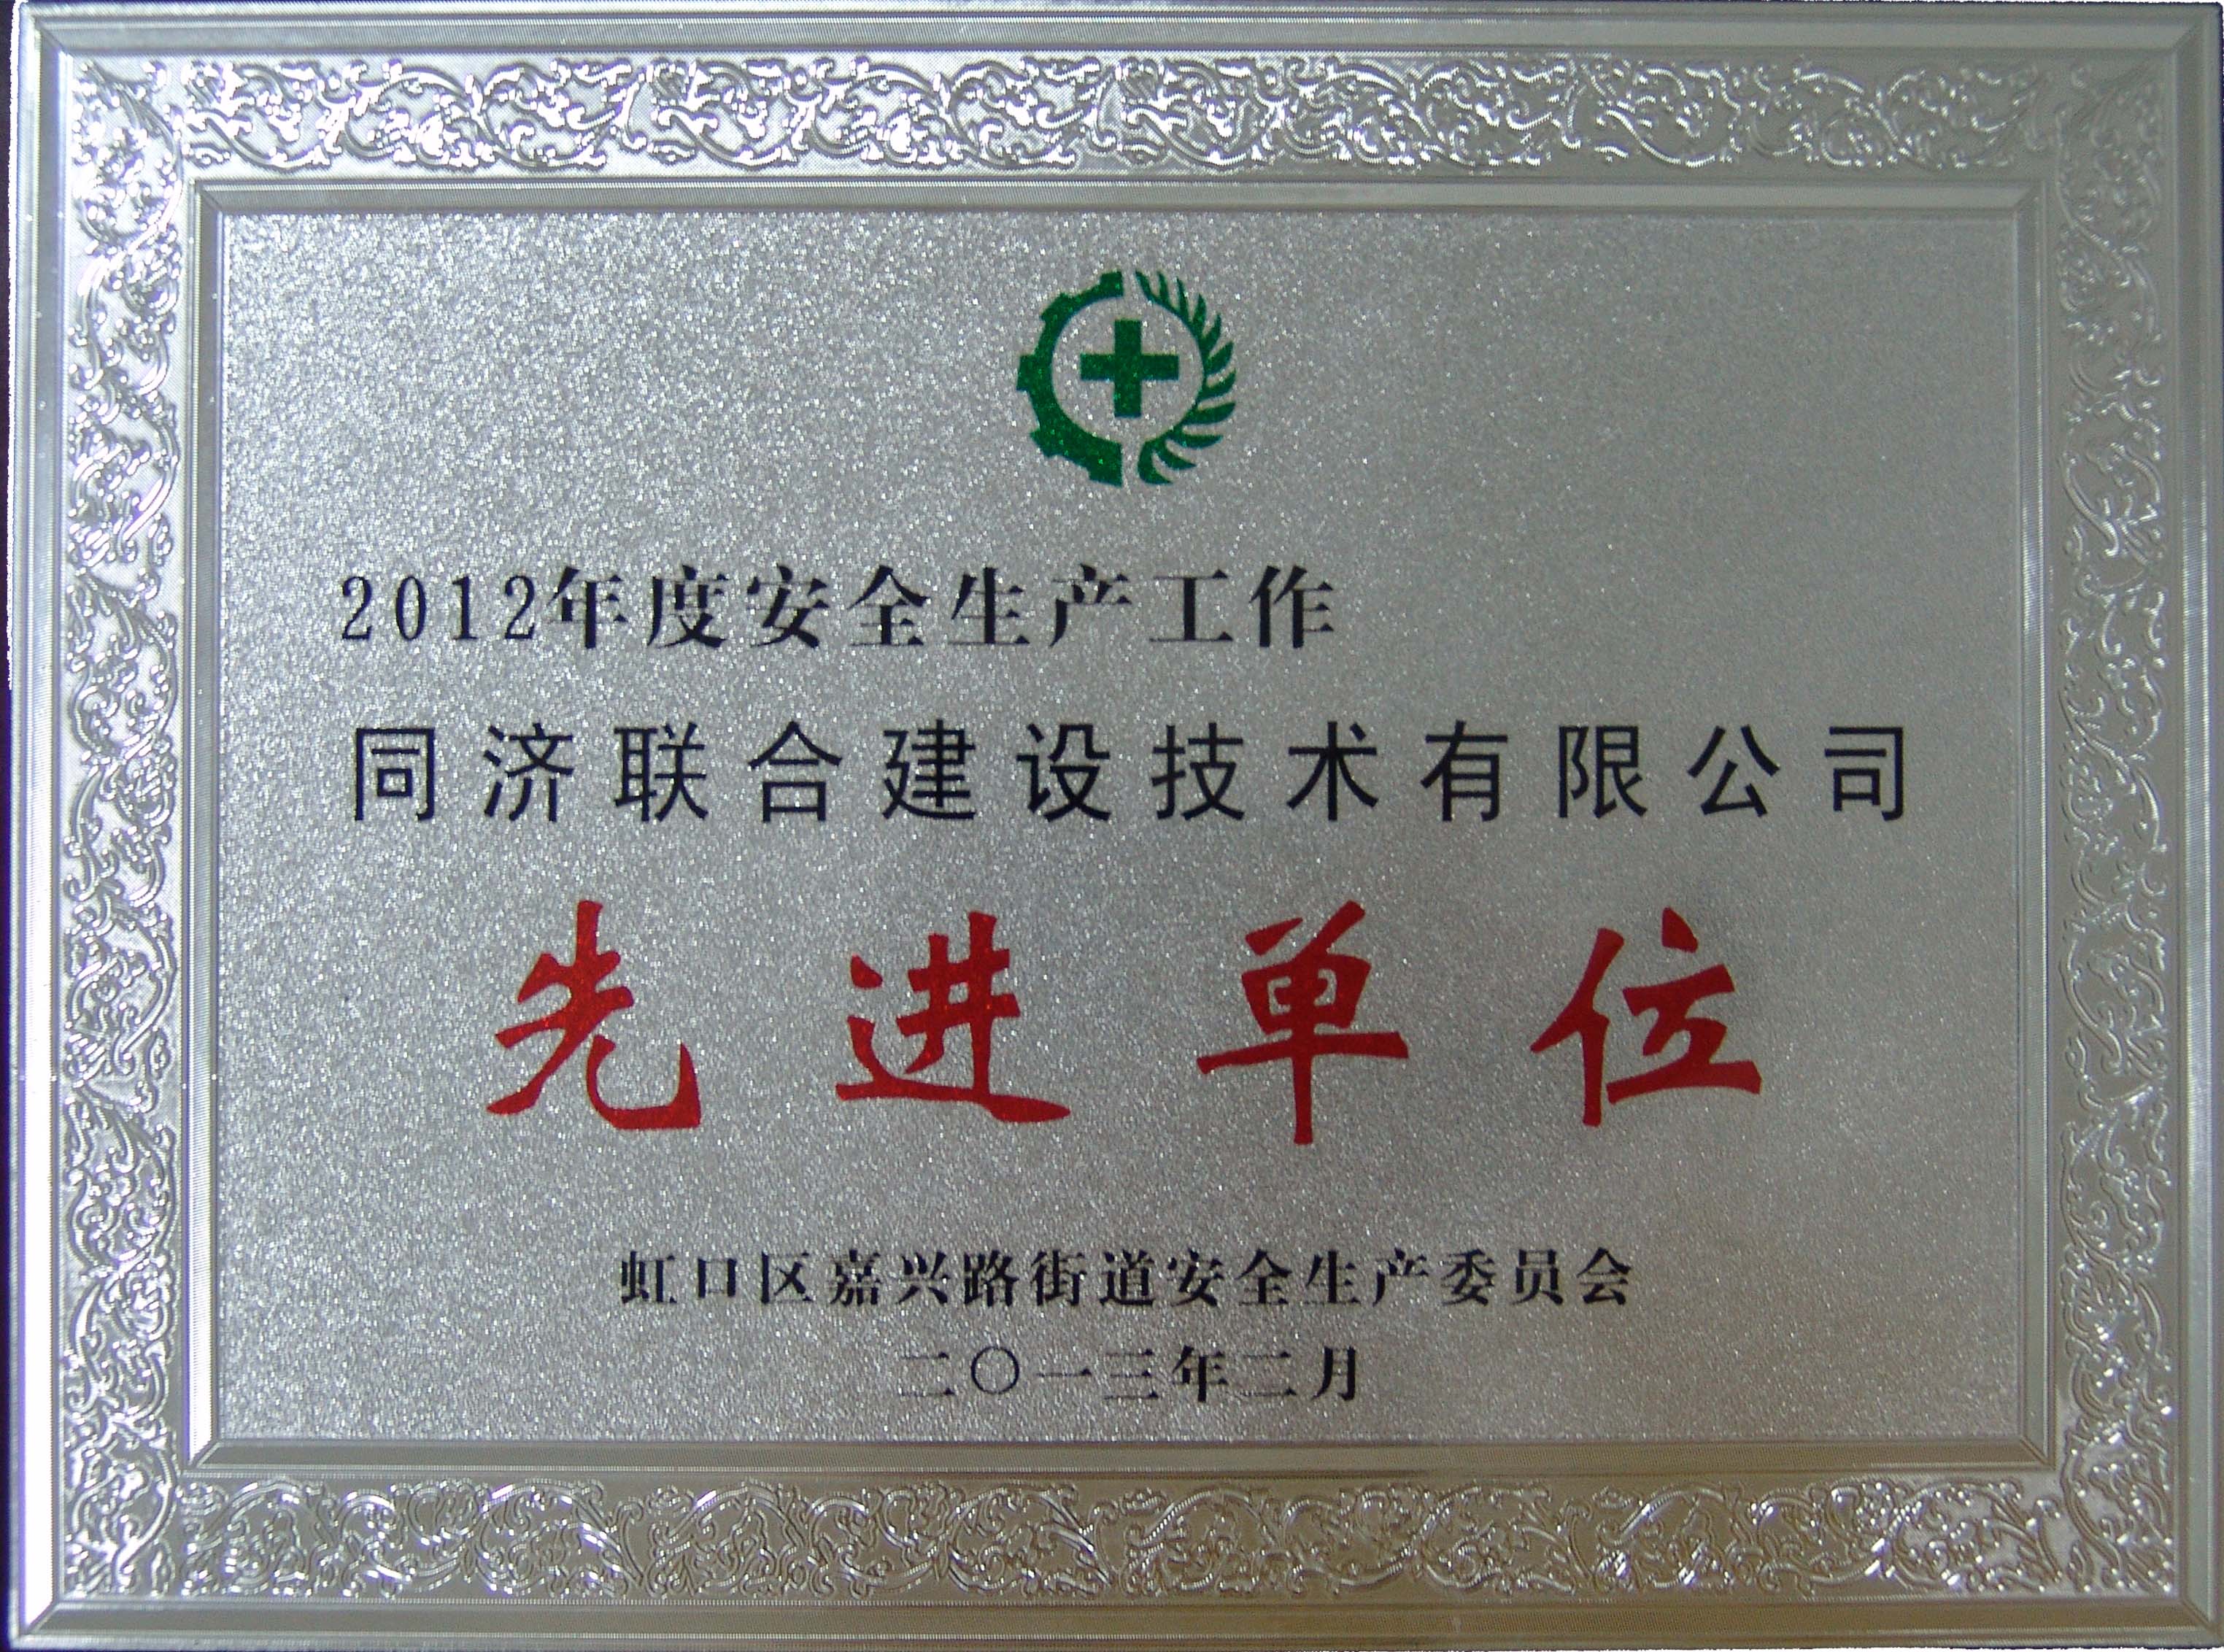 2012年度安全生产工作
同济联合建设技术有限公司
先进单位
虹口区嘉兴路街道安全生产委员会
二〇一三年二月